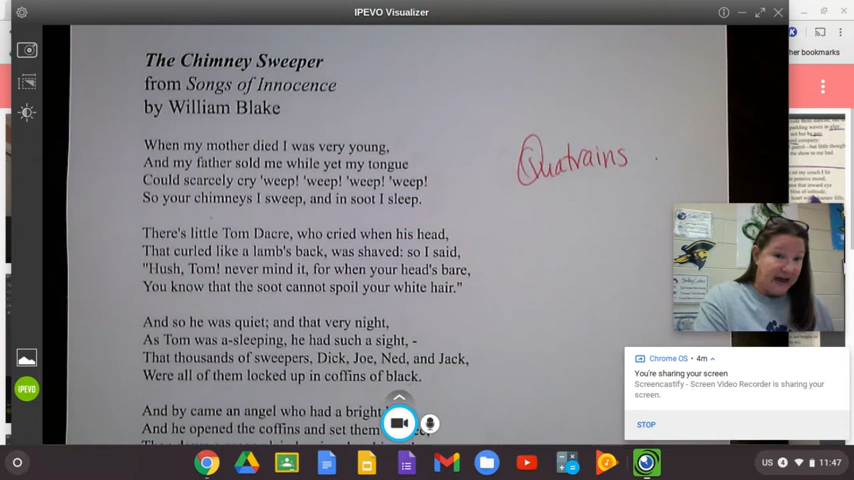 IPEVO Visualizer
The Chimney Sweeper
from Songs of Innocence
by William Blake
Quatrains
When my mother died I was very young,
And my father sold me while yet my tongue
Could scarcely cry 'weep! 'weep! 'weep! 'weep!
So your chimneys I sweep, and in soot I sleep.
There's little Tom Dacre, who cried when his head,
That curled like a lamb's back, was shaved: so I said,
"Hush, Tom! never mind it, for when your head's bare,
You know that the soot cannot spoil your white hair."
And so he was quiet; and that very night,
As Tom was a-sleeping, he had such a sight, -
That thousands of sweepers, Dick, Joe, Ned, and Jack,
Were all of them locked up in coffins of black.
And by came an angel who had a bright
And he opened the coffins and set them
her bookmarks
Chrome OS • 4m
You're sharing your screen
Screencastify - Screen Video Recorder is sharing your
screen.
STOP
IPEVO
US 4 11:47